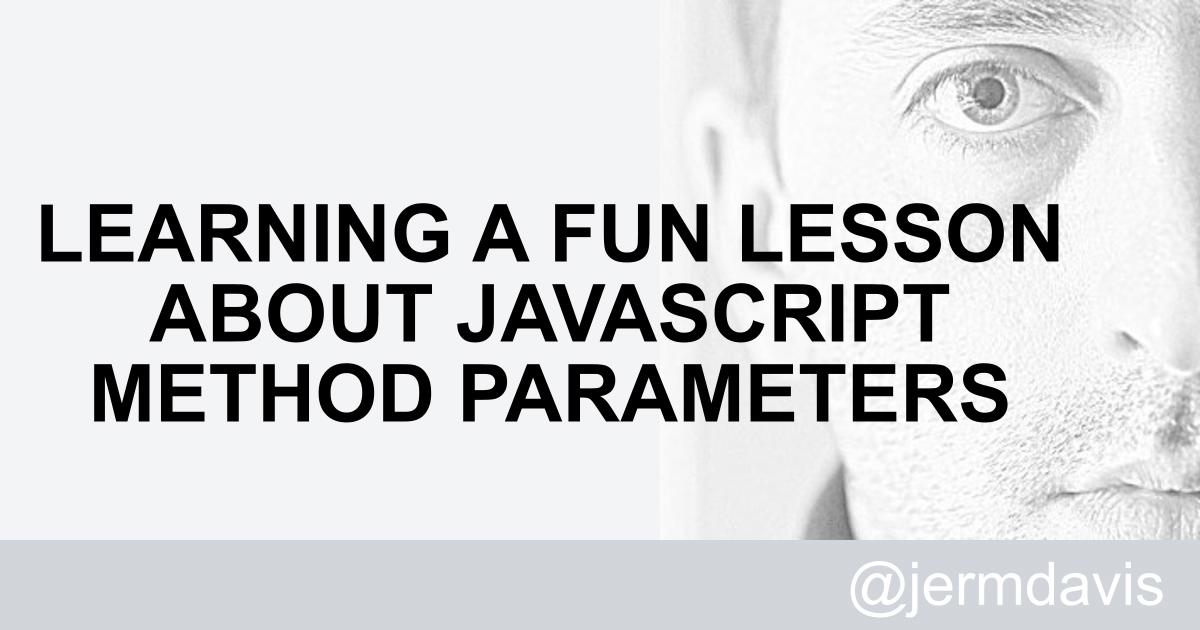 LEARNING A FUN LESSON
ABOUT JAVASCRIPT
METHOD PARAMETERS
@jermdavis